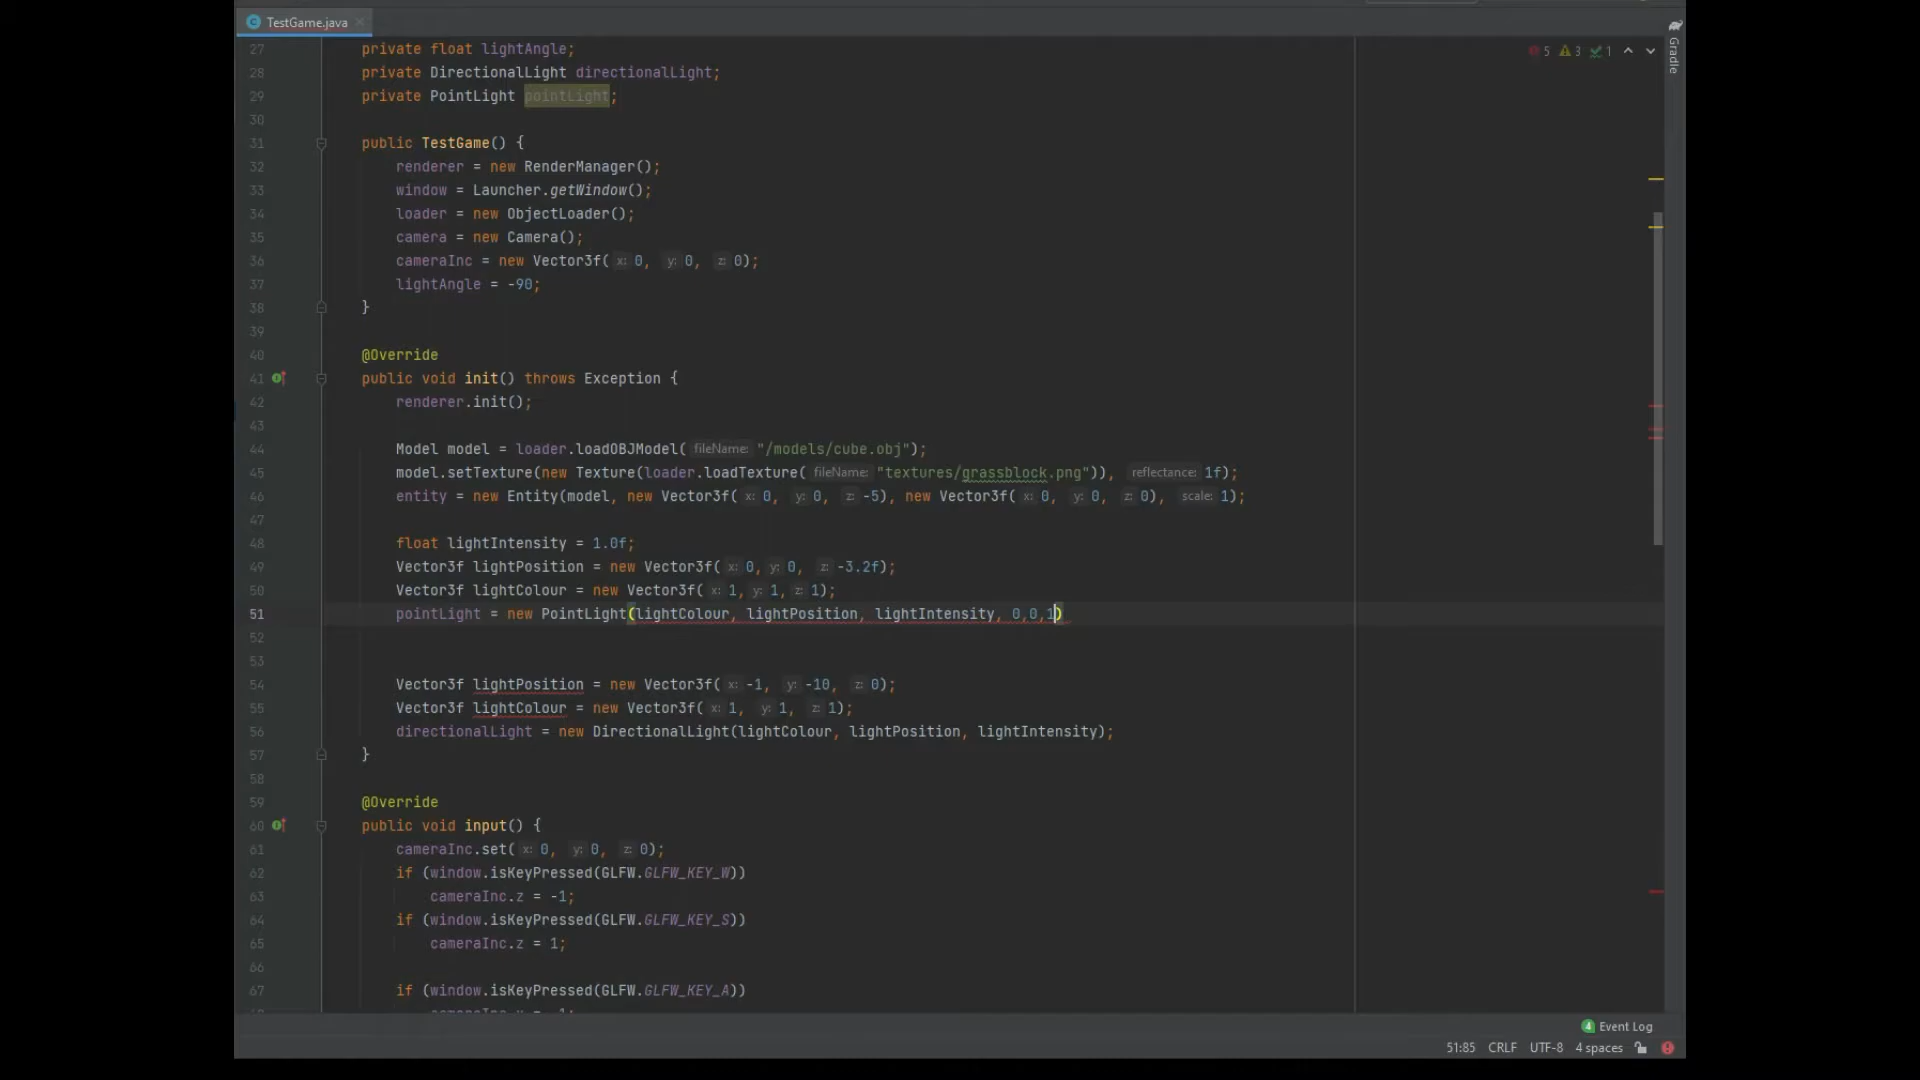 TestGame.java
Gradle
5 3 1
27 private float lightAngle;
28 private DirectionalLight directionalLight;
29 private PointLight pointLight;
30
31 public TestGame() {
32 renderer = new RenderManager();
33 window = Launcher.getWindow();
34 loader = new ObjectLoader();
35 camera = new Camera();
36 cameraInc = new Vector3f( x: 0, y: 0, z: 0);
37 lightAngle = -90;
38 }
39
40 @Override
41 public void init() throws Exception {
42 renderer.init();
43
44 Model model = loader.loadOBJModel( fileName: "/models/cube.obj");
45 model.setTexture(new Texture(loader.loadTexture( fileName: "textures/grassblock.png")), reflectance: 1f);
46 entity = new Entity(model, new Vector3f( x: 0, y: 0, z: -5), new Vector3f( x: 0, y: 0, z: 0), scale: 1);
47
48 float lightIntensity = 1.0f;
49 Vector3f lightPosition = new Vector3f( x: 0, y: 0, z: -3.2f);
50 Vector3f lightColour = new Vector3f( x: 1, y: 1, z: 1);
51 pointLight = new PointLight(lightColour, lightPosition, lightIntensity, 0,0,1)
52
53
54 Vector3f lightPosition = new Vector3f( x: -1, y: -10, z: 0);
55 Vector3f lightColour = new Vector3f( x: 1, y: 1, z: 1);
56 directionalLight = new DirectionalLight(lightColour, lightPosition, lightIntensity);
57 }
58
59 @Override
60 public void input() {
61 cameraInc.set( x: 0, y: 0, z: 0);
62 if (window.isKeyPressed(GLFW.GLFW_KEY_W))
63 cameraInc.z = -1;
64 if (window.isKeyPressed(GLFW.GLFW_KEY_S))
65 cameraInc.z = 1;
66
67 if (window.isKeyPressed(GLFW.GLFW_KEY_A))
4 Event Log
51:85 CRLF UTF-8 4 spaces